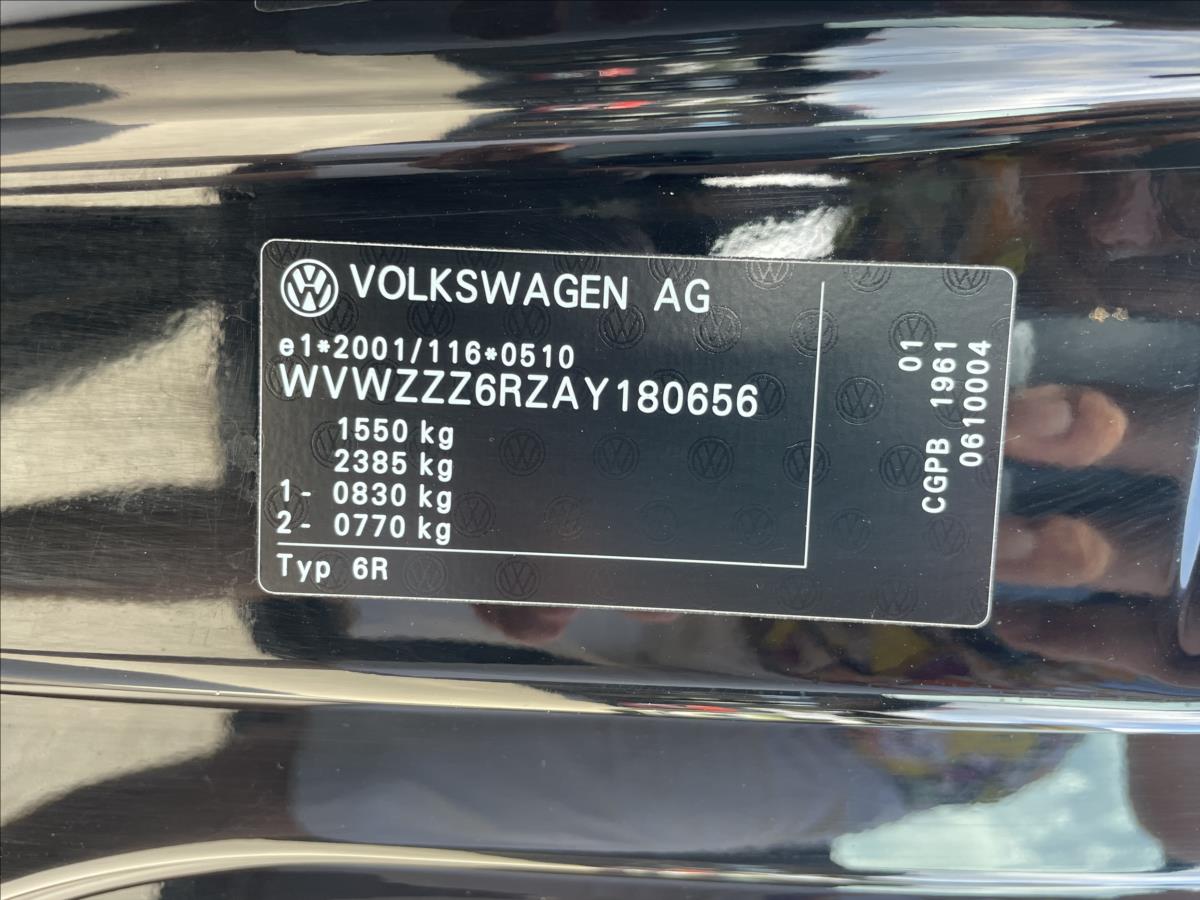 VOLKSWAGEN AG
e1*2001/116*0510
WVWZZZ6RZAY180656
1550 kg
2385 kg
1- 0830 kg
2- 0770 kg
Typ 6R
01
CGPB 1961
0610004